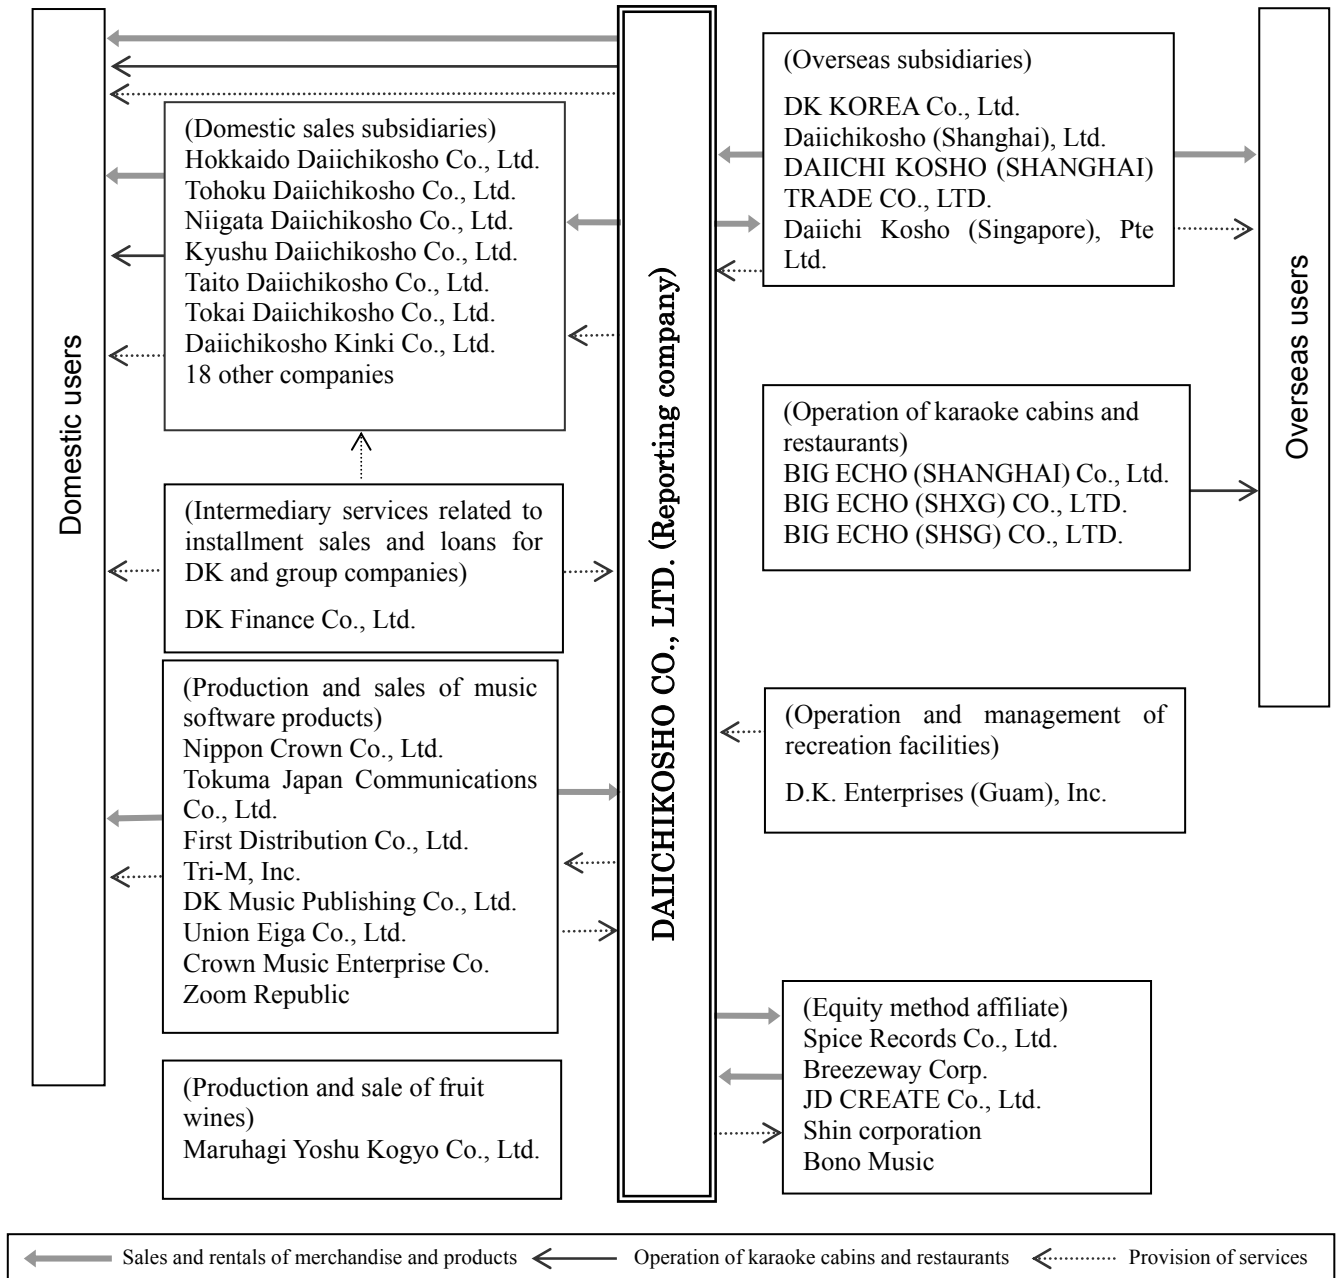 Domestic users
(Domestic sales subsidiaries)
Hokkaido Daiichikosho Co., Ltd.
Tohoku Daiichikosho Co., Ltd.
Niigata Daiichikosho Co., Ltd.
Kyushu Daiichikosho Co., Ltd.
Taito Daiichikosho Co., Ltd.
Tokai Daiichikosho Co., Ltd.
Daiichikosho Kinki Co., Ltd.
18 other companies
(Intermediary services related to
installment sales and loans for
DK and group companies)
DK Finance Co., Ltd.
(Production and sales of music
software products)
Nippon Crown Co., Ltd.
Tokuma Japan Communications
Co., Ltd.
First Distribution Co., Ltd.
Tri-M, Inc.
DK Music Publishing Co., Ltd.
Union Eiga Co., Ltd.
Crown Music Enterprise Co.
Zoom Republic
(Production and sale of fruit
wines)
Maruhagi Yoshu Kogyo Co., Ltd.
DAIICHIKOSHO CO., LTD. (Reporting company)
(Overseas subsidiaries)
DK KOREA Co., Ltd.
Daiichikosho (Shanghai), Ltd.
DAIICHI KOSHO (SHANGHAI)
TRADE CO., LTD.
Daiichi Kosho (Singapore), Pte
Ltd.
(Operation of karaoke cabins and
restaurants)
BIG ECHO (SHANGHAI) Co., Ltd.
BIG ECHO (SHXG) CO., LTD.
BIG ECHO (SHSG) CO., LTD.
(Operation and management of
recreation facilities)
D.K. Enterprises (Guam), Inc.
(Equity method affiliate)
Spice Records Co., Ltd.
Breezeway Corp.
JD CREATE Co., Ltd.
Shin corporation
Bono Music
Overseas users
Sales and rentals of merchandise and products
Operation of karaoke cabins and restaurants
Provision of services